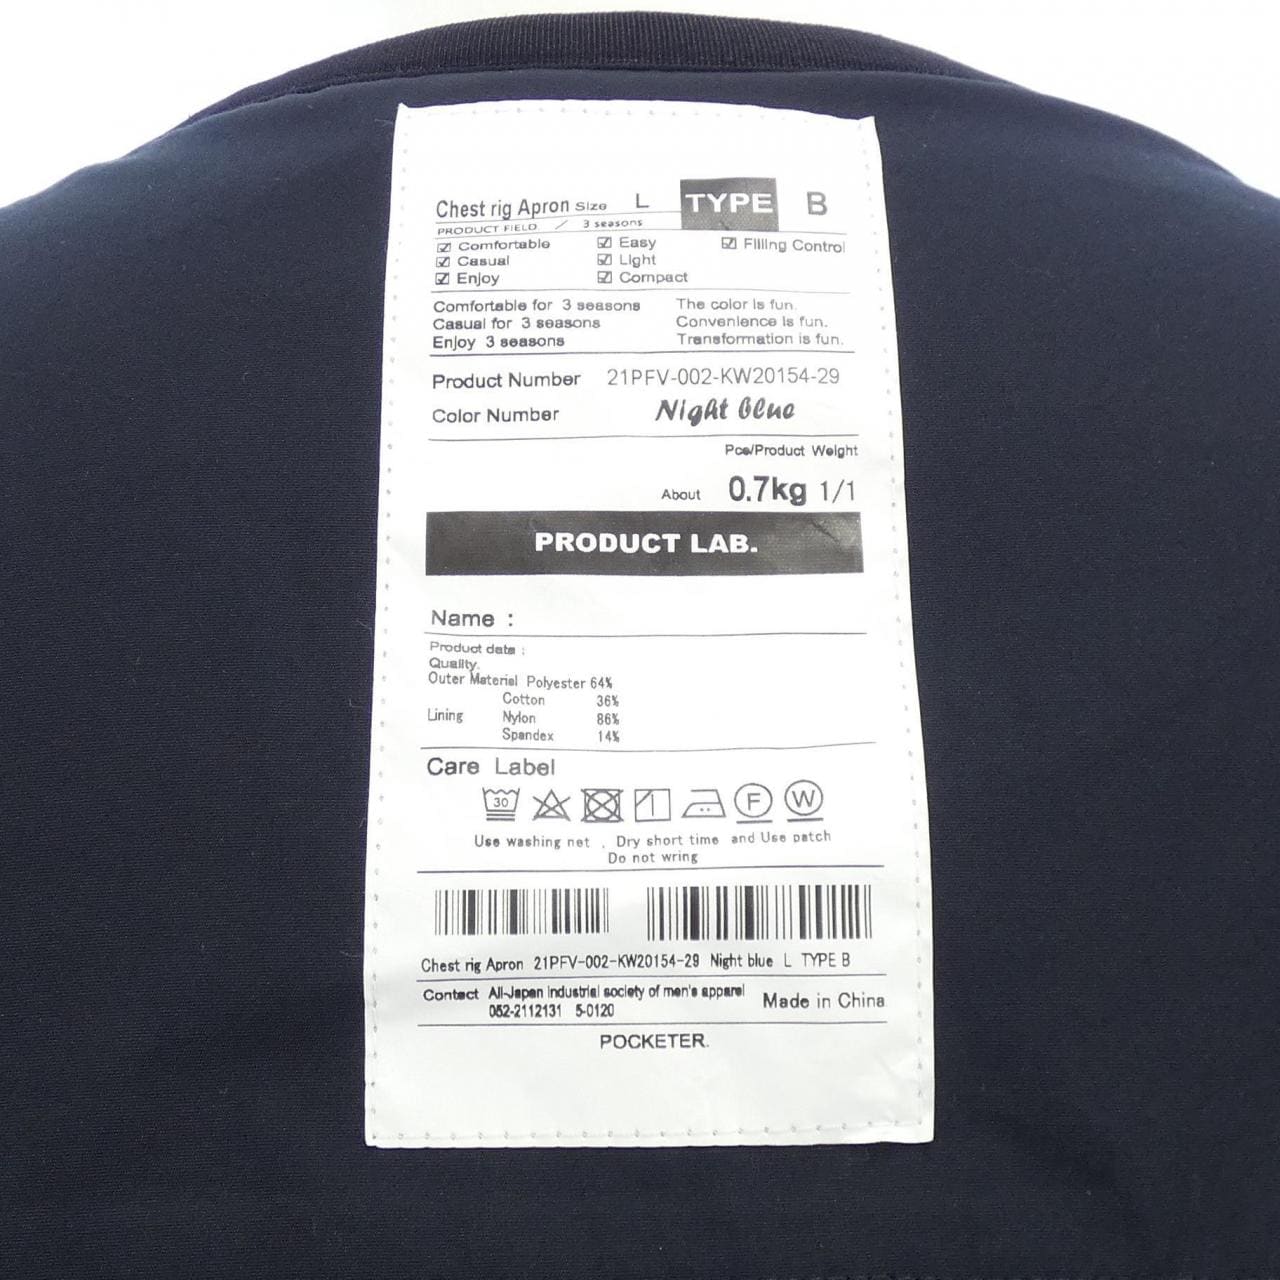 Chest rig Apron Size L TYPE B
PRODUCT FIELD / 3 seasons
Comfortable Easy Filling Control
Casual Light
Enjoy Compact
Comfortable for 3 seasons The color is fun.
Casual for 3 seasons Convenience is fun.
Enjoy 3 seasons Transformation is fun.
Product Number 21PFV-002-KW20154-29
Color Number Night blue
Pce/Product Weight
About 0.7kg 1/1
PRODUCT LAB.
Name :
Product data :
Quality.
Outer Material Polyester 64%
Cotton 36%
Lining Nylon 86%
Spandex 14%
Care Label
30 F W
Use washing net . Dry short time and Use patch
Do not wring
Chest rig Apron 21PFV-002-KW20154-29 Night blue L TYPE B
Contact All-Japan Industrial society of men's apparel Made in China
052-2112131 5-0120
POCKETER.